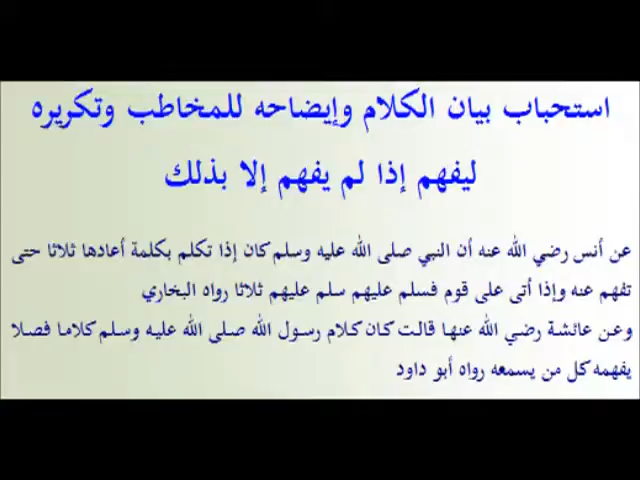 استحباب بيان الكلام وإيضاحه للمخاطب وتكريره
ليفهم إذا لم يفهم إلا بذلك
عن أنس رضي الله عنه أن النبي صلى الله عليه وسلم كان إذا تكلم بكلمة أعادها ثلاثا حتى
تفهم عنه وإذا أتى على قوم فسلم عليهم سلم عليهم ثلاثا رواه البخاري
وعن عائشة رضي الله عنها قالت كان كلام رسول الله صلى الله عليه وسلم كلاما فصلا
يفهمه كل من يسمعه رواه أبو داود